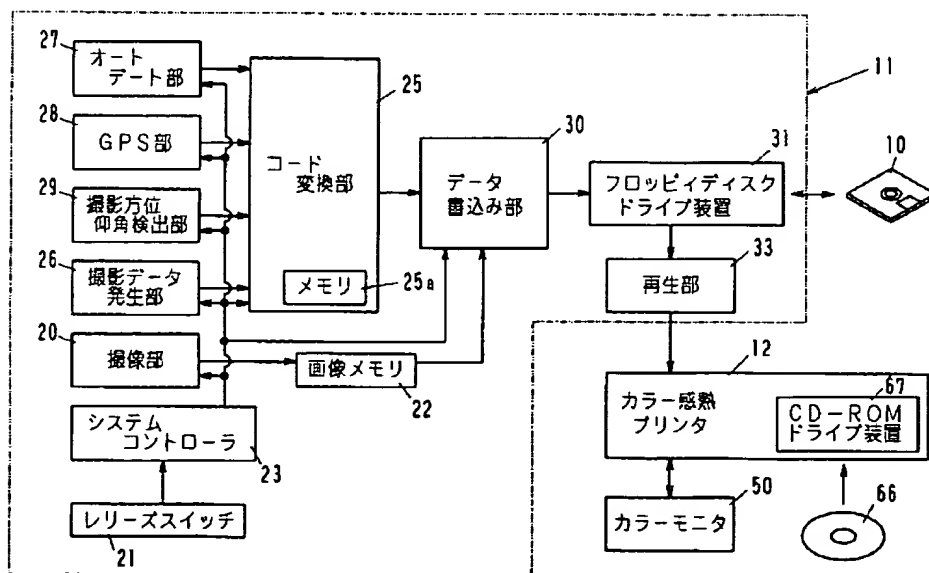 27
オート
デート部
28
GPS部
29
撮影方位
仰角検出部
26
撮影データ
発生部
20
撮像部
システム
コントローラ
23
レリーズスイッチ
21
コード
変換部
25
メモリ
25a
画像メモリ
22
30
データ
書込み部
31
フロッピィディスク
ドライブ装置
11
10
33
再生部
12
カラー感熱
プリンタ
67
CD-ROM
ドライブ装置
50
カラーモニタ
66